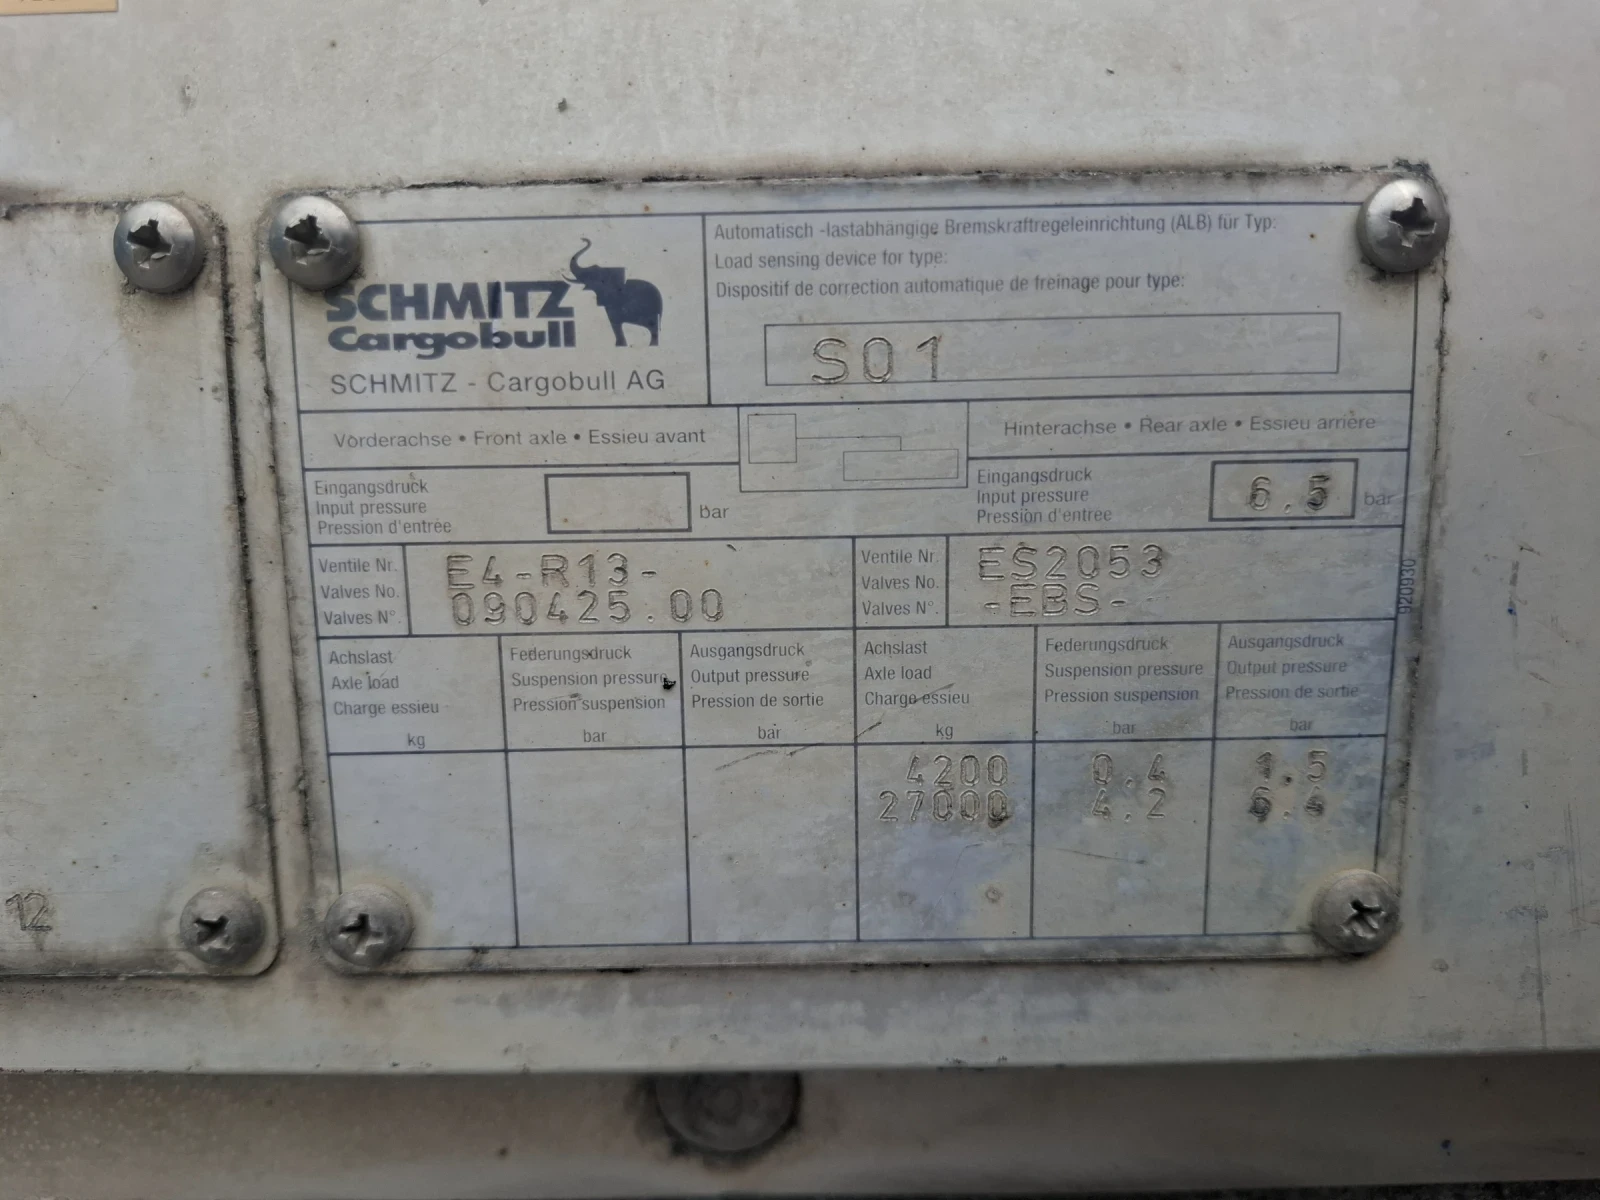 SCHMITZ
Cargobull
SCHMITZ - Cargobull AG
Automatisch -lastabhängige Bremskraftregeleinrichtung (ALB) für Typ:
Load sensing device for type:
Dispositif de correction automatique de freinage pour type:
S01
Vorderachse • Front axle • Essieu avant
Hinterachse • Rear axle • Essieu arrière
Eingangsdruck
Input pressure
Pression d'entrée
bar
Eingangsdruck
Input pressure
Pression d'entrée
6.5 bar
Ventile Nr.
Valves No.
Valves N°.
E4-R13-
090425.00
Ventile Nr.
Valves No.
Valves N°.
ES2053
-EBS-
920930
Achslast
Axle load
Charge essieu
kg
Federungsdruck
Suspension pressure
Pression suspension
bar
Ausgangsdruck
Output pressure
Pression de sortie
bar
Achslast
Axle load
Charge essieu
kg
Federungsdruck
Suspension pressure
Pression suspension
bar
Ausgangsdruck
Output pressure
Pression de sortie
bar
4200 0.4 1.5
27000 4.2
12